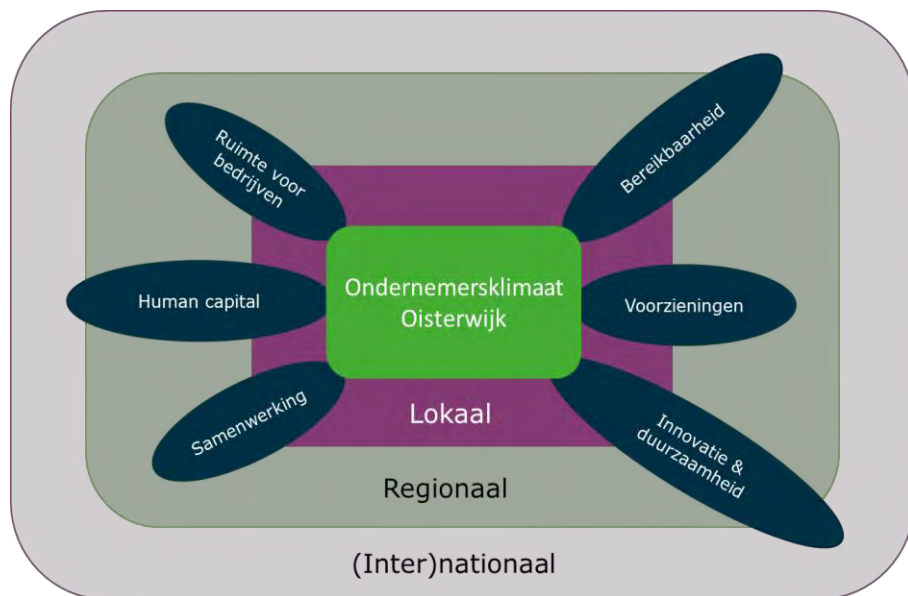 Ruimte voor
bedrijven
Bereikbaarheid
Human capital
Ondernemersklimaat
Oisterwijk
Voorzieningen
Samenwerking
Lokaal
Innovatie &
duurzaamheid
Regionaal
(Inter)nationaal